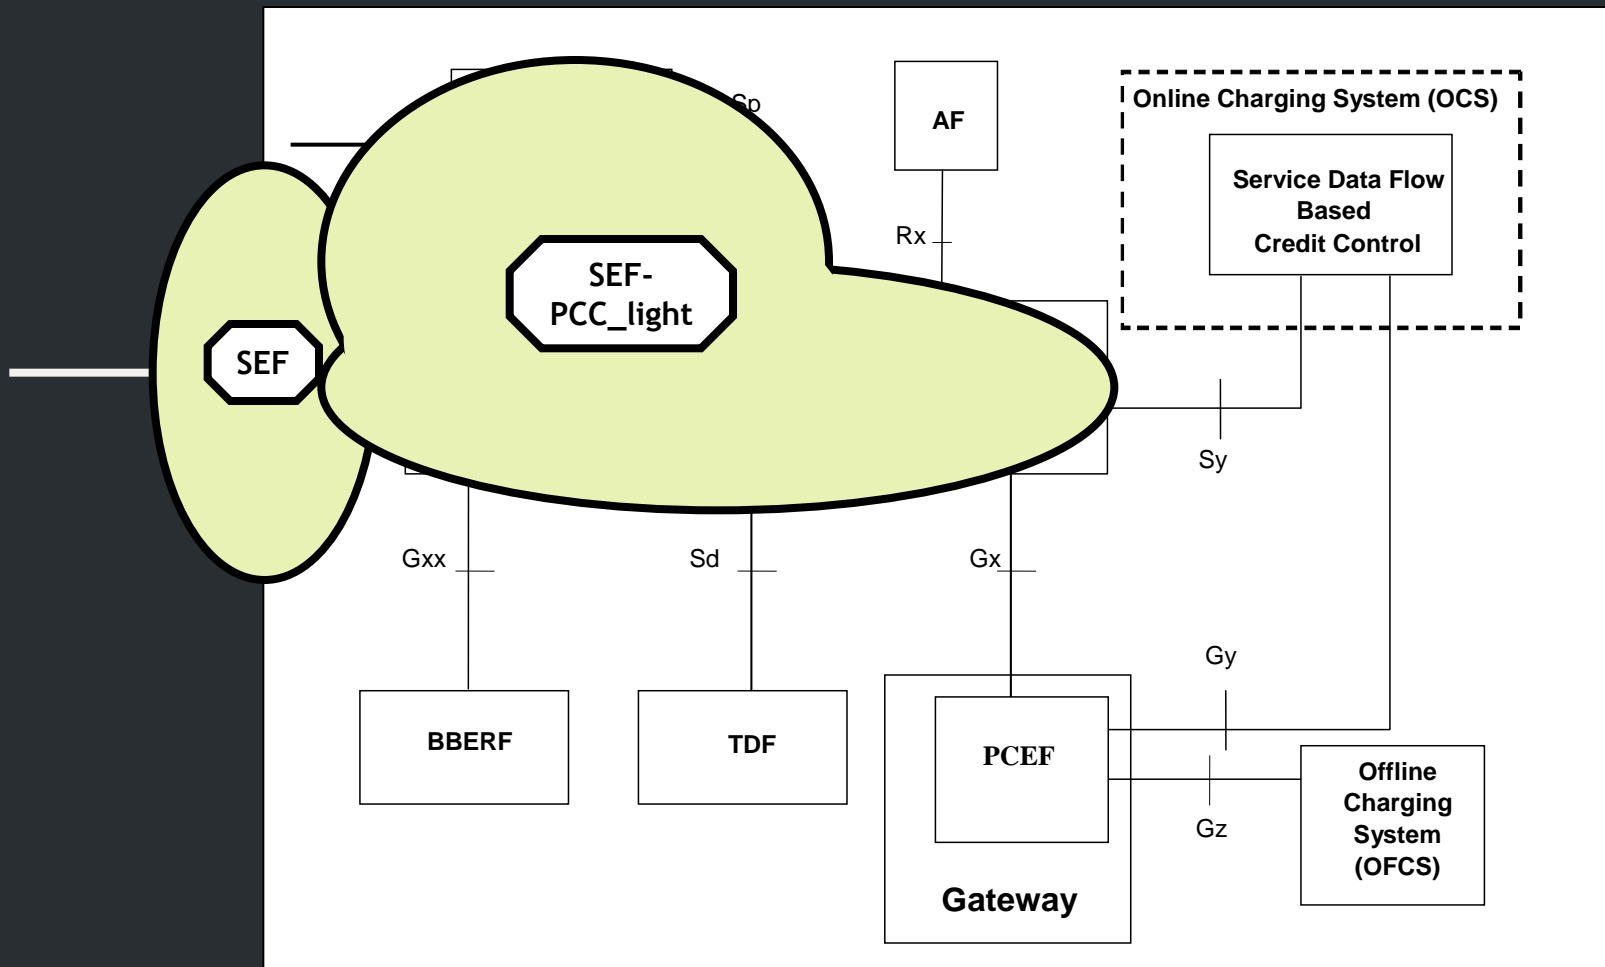 Sp
AF
Online Charging System (OCS)
Service Data Flow
Based
Credit Control
Rx
SEF-
PCC_light
SEF
Sy
Gxx
Sd
Gx
Gy
BBERF
TDF
PCEF
Gz
Offline
Charging
System
(OFCS)
Gateway